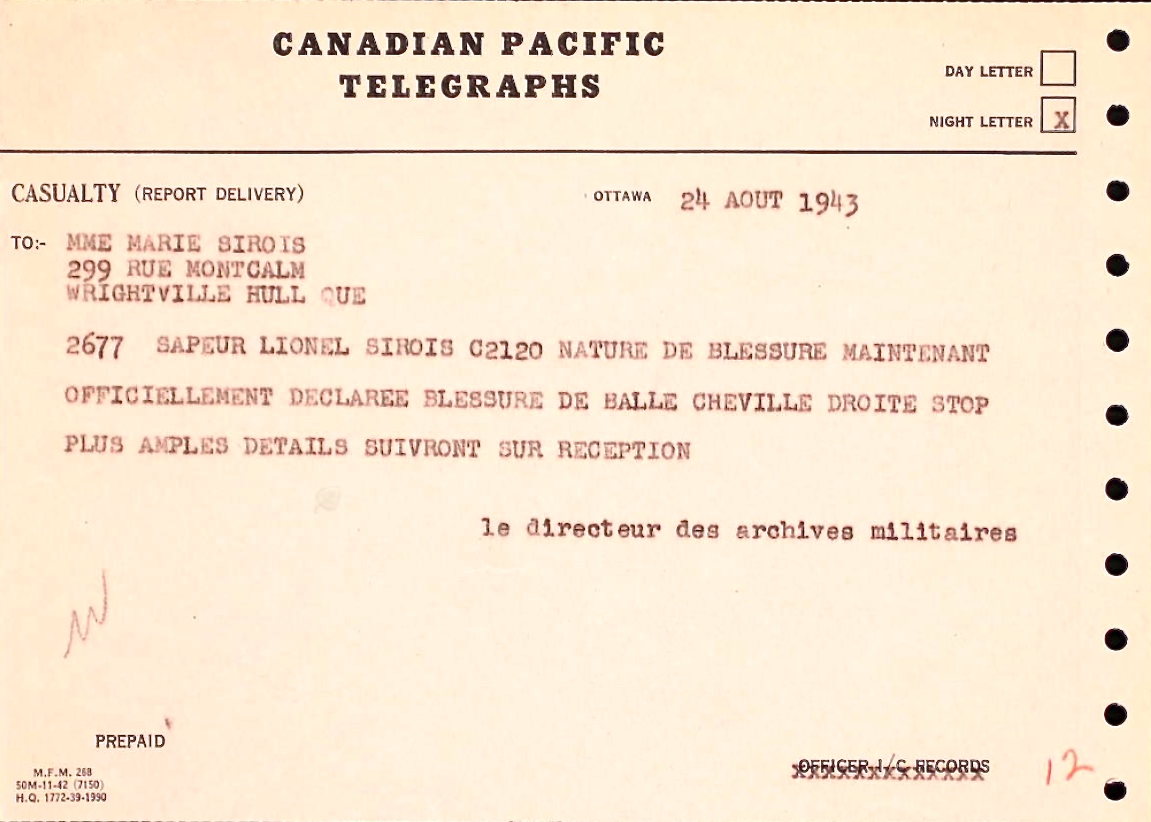 CANADIAN PACIFIC
TELEGRAPHS
DAY LETTER
NIGHT LETTER X
CASUALTY (REPORT DELIVERY)
OTTAWA 24 AOUT 1943
TO:- MME MARIE SIROIS
299 RUE MONTCALM
WRIGHTVILLE HULL QUE
2677 SAPEUR LIONEL SIROIS C2120 NATURE DE BLESSURE MAINTENANT
OFFICIELLEMENT DECLAREE BLESSURE DE BALLE CHEVILLE DROITE STOP
PLUS AMPLES DETAILS SUIVRONT SUR RECEPTION
le directeur des archives militaires
PREPAID
M.F.M. 268
50M-11-42 (7150)
H.Q. 1772-39-1990
OFFICER I/C RECORDS
12